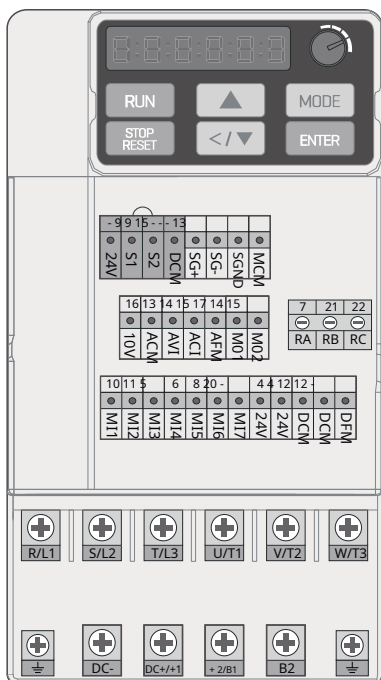 RUN
MODE
STOP
RESET
</▼
ENTER
- 9 9 15 - - - 13
24V S1 S2 DCM SG+ SG- SGND MCM
16 13 14 15 17 14 15
10V ACM AVI ACI AFM MO1 MO2
7 21 22
RA RB RC
10 11 5 6 8 20 - 4 4 12 12 -
MI1 MI2 MI3 MI4 MI5 MI6 MI7 24V 24V DCM DCM DFM
R/L1 S/L2 T/L3 U/T1 V/T2 W/T3
DC- DC+/+1 + 2/B1 B2